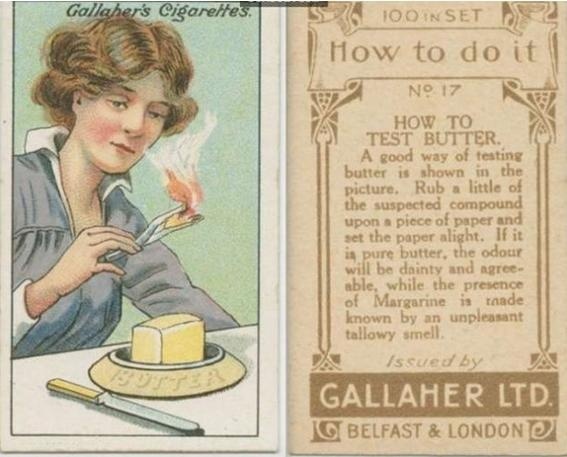 Gallaher's Cigarettes.
BUTTER
100 IN SET
How to do it
Nº 17
HOW TO
TEST BUTTER.
A good way of testing
butter is shown in the
picture. Rub a little of
the suspected compound
upon a piece of paper and
set the paper alight. If it
is pure butter, the odour
will be dainty and agree-
able, while the presence
of Margarine is made
known by an unpleasant
tallowy smell.
Issued by
GALLAHER LTD.
BELFAST & LONDON